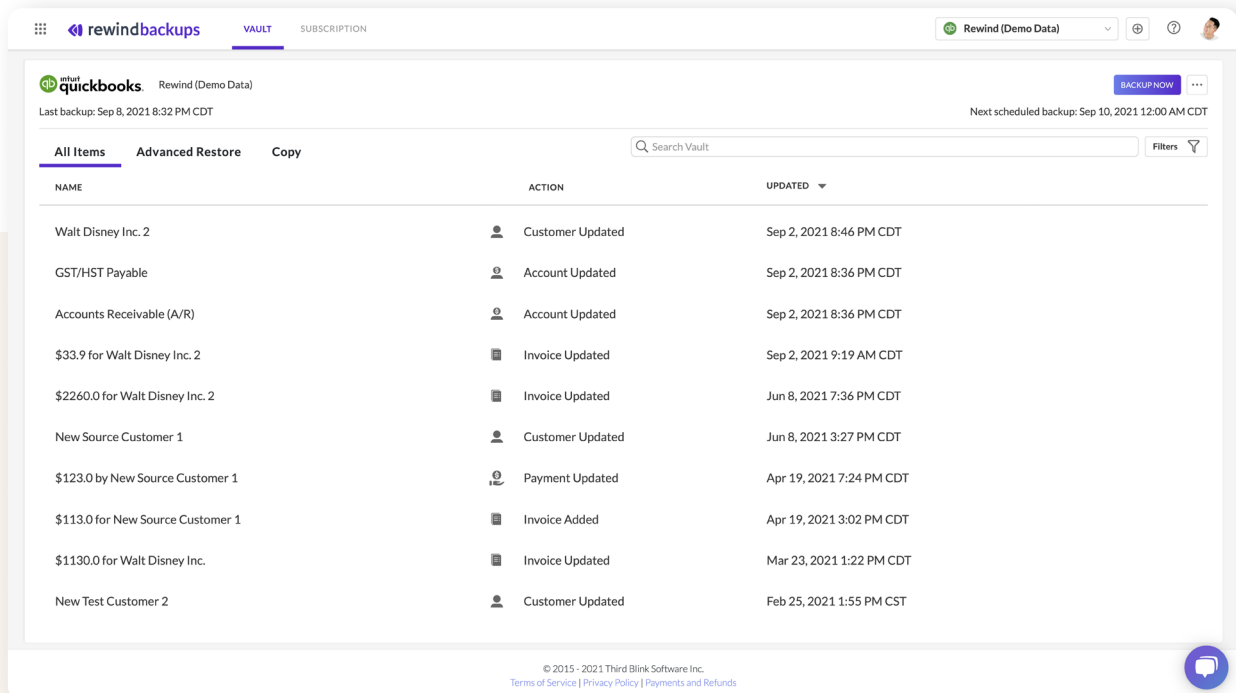 rewindbackups VAULT SUBSCRIPTION Rewind (Demo Data)
intuit quickbooks. Rewind (Demo Data) BACKUP NOW
Last backup: Sep 8, 2021 8:32 PM CDT Next scheduled backup: Sep 10, 2021 12:00 AM CDT
All Items Advanced Restore Copy Search Vault Filters
NAME ACTION UPDATED
Walt Disney Inc. 2 Customer Updated Sep 2, 2021 8:46 PM CDT
GST/HST Payable Account Updated Sep 2, 2021 8:36 PM CDT
Accounts Receivable (A/R) Account Updated Sep 2, 2021 8:36 PM CDT
$33.9 for Walt Disney Inc. 2 Invoice Updated Sep 2, 2021 9:19 AM CDT
$2260.0 for Walt Disney Inc. 2 Invoice Updated Jun 8, 2021 7:36 PM CDT
New Source Customer 1 Customer Updated Jun 8, 2021 3:27 PM CDT
$123.0 by New Source Customer 1 Payment Updated Apr 19, 2021 7:24 PM CDT
$113.0 for New Source Customer 1 Invoice Added Apr 19, 2021 3:02 PM CDT
$1130.0 for Walt Disney Inc. Invoice Updated Mar 23, 2021 1:22 PM CDT
New Test Customer 2 Customer Updated Feb 25, 2021 1:55 PM CST
© 2015 - 2021 Third Blink Software Inc.
Terms of Service | Privacy Policy | Payments and Refunds